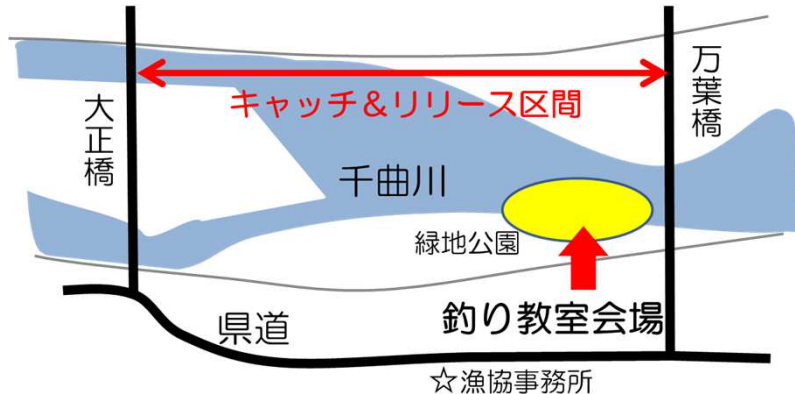 大正橋
万葉橋
キャッチ&リリース区間
千曲川
緑地公園
釣り教室会場
県道
☆漁協事務所